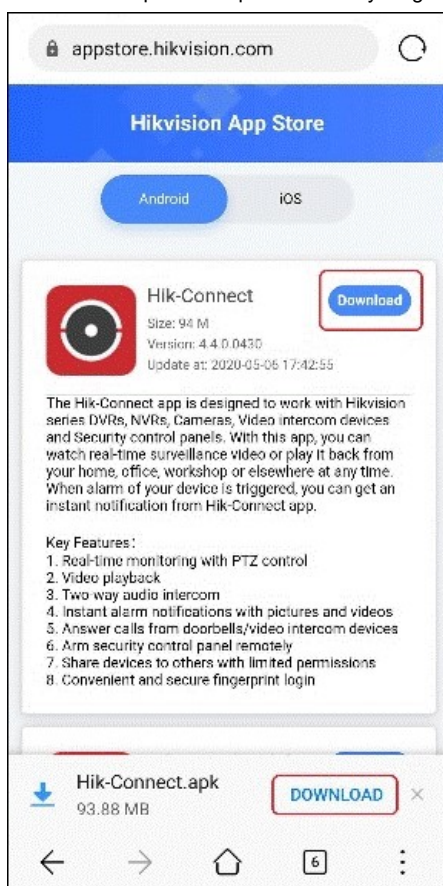 appstore.hikvision.com
Hikvision App Store
Android
iOS
Hik-Connect
Download
Size: 94 M
Version: 4.4.0.0430
Update at: 2020-05-06 17:42:55
The Hik-Connect app is designed to work with Hikvision
series DVRs, NVRs, Cameras, Video intercom devices
and Security control panels. With this app, you can
watch real-time surveillance video or play it back from
your home, office, workshop or elsewhere at any time.
When alarm of your device is triggered, you can get an
instant notification from Hik-Connect app.
Key Features:
1. Real-time monitoring with PTZ control
2. Video playback
3. Two-way audio intercom
4. Instant alarm notifications with pictures and videos
5. Answer calls from doorbells/video intercom devices
6. Arm security control panel remotely
7. Share devices to others with limited permissions
8. Convenient and secure fingerprint login
Hik-Connect.apk
93.88 MB
DOWNLOAD
6